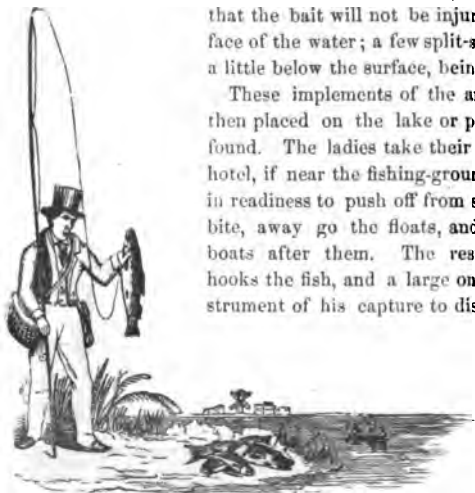 that the bait will not be injur
face of the water; a few split-s
a little below the surface, bein
These implements of the a
then placed on the lake or p
found. The ladies take their
hotel, if near the fishing-groun
in readiness to push off from s
bite, away go the floats, and
boats after them. The res
hooks the fish, and a large on
strument of his capture to dis